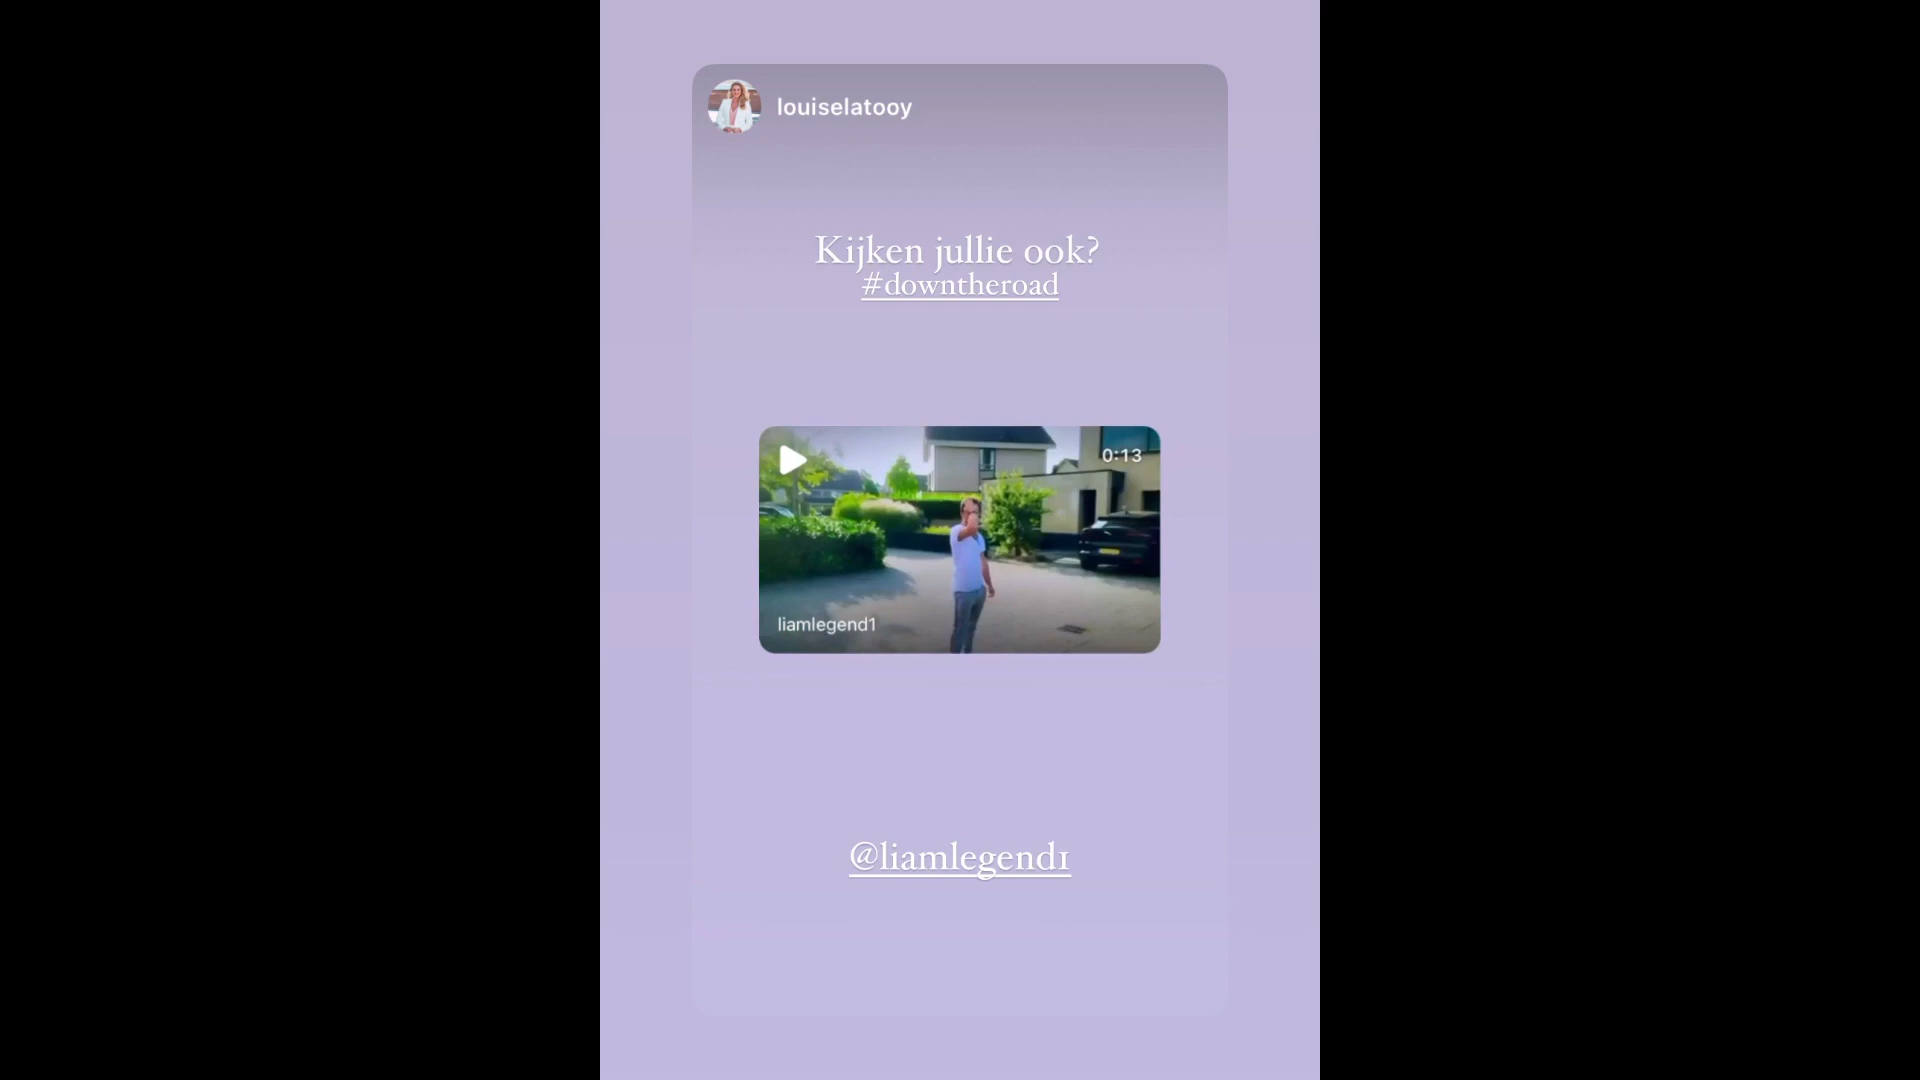 louiselatooy
Kijken jullie ook?
#downtheroad
0:13
liamlegend1
@liamlegend1